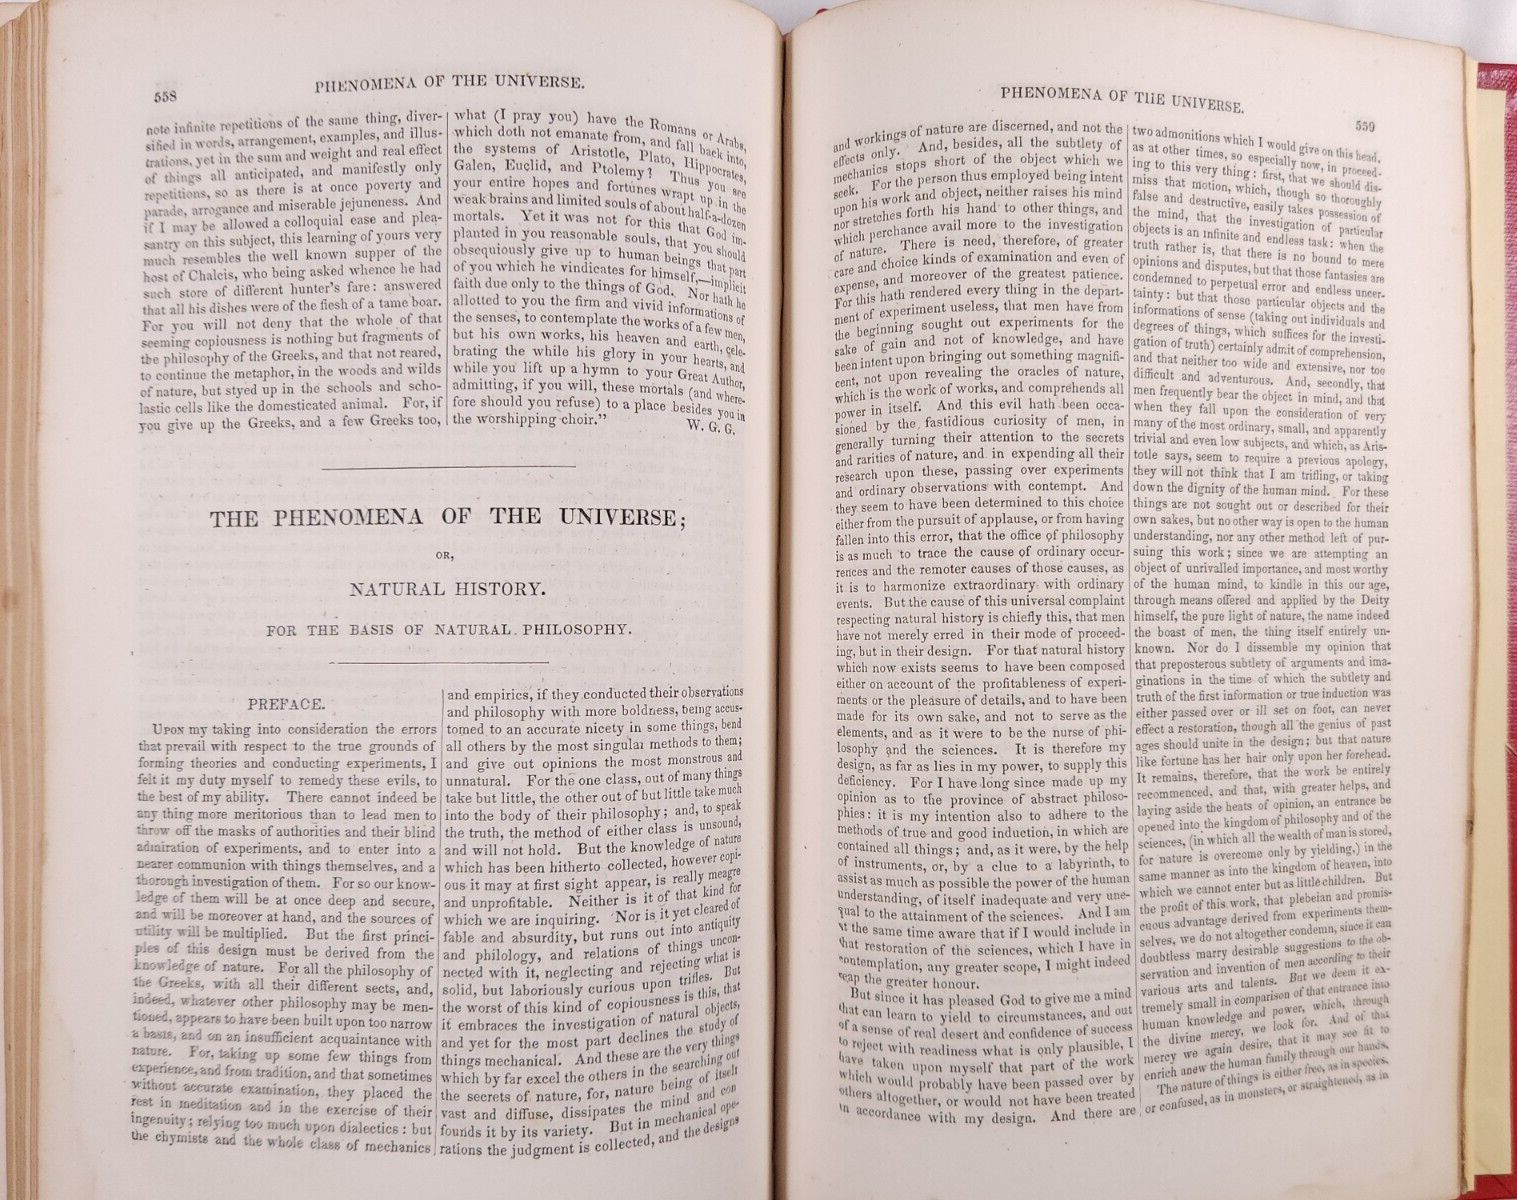 558
PHENOMENA OF THE UNIVERSE.
note infinite repetitions of the same thing, diver-
sified in words, arrangement, examples, and illus-
trations, yet in the sum and weight and real effect
of things all anticipated, and manifestly only
repetitions, so as there is at once poverty and
parade, arrogance and miserable jejuneness. And
if I may be allowed a colloquial ease and plea-
santry on this subject, this learning of yours very
much resembles the well known supper of the
host of Chalcis, who being asked whence he had
such store of different hunter's fare: answered
that all his dishes were of the flesh of a tame boar.
For you will not deny that the whole of that
seeming copiousness is nothing but fragments of
the philosophy of the Greeks, and that not reared,
to continue the metaphor, in the woods and wilds
of nature, but styed up in the schools and scho-
lastic cells like the domesticated animal. For, if
you give up the Greeks, and a few Greeks too,
what (I pray you) have the Romans or Arabs,
which doth not emanate from, and fall back into,
the systems of Aristotle, Plato, Hippocrates,
Galen, Euclid, and Ptolemy? Thus you see
your entire hopes and fortunes wrapt up in the
weak brains and limited souls of about half-a-dozen
mortals. Yet it was not for this that God im-
planted in you reasonable souls, that you should
obsequiously give up to human beings that part
of you which he vindicates for himself,—implicit
faith due only to the things of God. Nor hath he
allotted to you the firm and vivid informations of
the senses, to contemplate the works of a few men,
but his own works, his heaven and earth, cele-
brating the while his glory in your hearts, and
while you lift up a hymn to your Great Author,
admitting, if you will, these mortals (and where-
fore should you refuse) to a place besides you in
the worshipping choir."
W. G. G.
THE PHENOMENA OF THE UNIVERSE;
OR,
NATURAL HISTORY.
FOR THE BASIS OF NATURAL PHILOSOPHY.
PREFACE.
UPON my taking into consideration the errors
that prevail with respect to the true grounds of
forming theories and conducting experiments, I
felt it my duty myself to remedy these evils, to
the best of my ability. There cannot indeed be
any thing more meritorious than to lead men to
throw off the masks of authorities and their blind
admiration of experiments, and to enter into a
nearer communion with things themselves, and a
thorough investigation of them. For so our know-
ledge of them will be at once deep and secure,
and will be moreover at hand, and the sources of
utility will be multiplied. But the first princi-
ples of this design must be derived from the
knowledge of nature. For all the philosophy of
the Greeks, with all their different sects, and,
indeed, whatever other philosophy may be men-
tioned, appears to have been built upon too narrow
a basis, and on an insufficient acquaintance with
nature. For, taking up some few things from
experience, and from tradition, and that sometimes
without accurate examination, they placed the
rest in meditation and in the exercise of their
ingenuity; relying too much upon dialectics: but
the chymists and the whole class of mechanics
and empirics, if they conducted their observations
and philosophy with more boldness, being accus-
tomed to an accurate nicety in some things, bend
all others by the most singular methods to them;
and give out opinions the most monstrous and
unnatural. For the one class, out of many things
take but little, the other out of but little take much
into the body of their philosophy; and, to speak
the truth, the method of either class is unsound,
and will not hold. But the knowledge of nature
which has been hitherto collected, however copi-
ous it may at first sight appear, is really meagre
and unprofitable. Neither is it of that kind for
which we are inquiring. Nor is it yet cleared of
fable and absurdity, but runs out into antiquity
and philology, and relations of things uncon-
nected with it, neglecting and rejecting what is
solid, but laboriously curious upon trifles. But
the worst of this kind of copiousness is this, that
it embraces the investigation of natural objects,
and yet for the most part declines the study of
things mechanical. And these are the very things
which by far excel the others in the searching out
the secrets of nature, for, nature being of itself
vast and diffuse, dissipates the mind and con
founds it by its variety. But in mechanical ope-
rations the judgment is collected, and the designs
PHENOMENA OF THE UNIVERSE.
559
and workings of nature are discerned, and not the
effects only. And, besides, all the subtlety of
mechanics stops short of the object which we
seek. For the person thus employed being intent
upon his work and object, neither raises his mind
nor stretches forth his hand to other things, and
which perchance avail more to the investigation
of nature. There is need, therefore, of greater
care and choice kinds of examination and even of
expense, and moreover of the greatest patience.
For this hath rendered every thing in the depart-
ment of experiment useless, that men have from
the beginning sought out experiments for the
sake of gain and not of knowledge, and have
been intent upon bringing out something magnifi-
cent, not upon revealing the oracles of nature,
which is the work of works, and comprehends all
power in itself. And this evil hath been occa-
sioned by the fastidious curiosity of men, in
generally turning their attention to the secrets
and rarities of nature, and in expending all their
research upon these, passing over experiments
and ordinary observations with contempt. And
they seem to have been determined to this choice
either from the pursuit of applause, or from having
fallen into this error, that the office of philosophy
is as much to trace the cause of ordinary occur-
rences and the remoter causes of those causes, as
it is to harmonize extraordinary with ordinary
events. But the cause of this universal complaint
respecting natural history is chiefly this, that men
have not merely erred in their mode of proceed-
ing, but in their design. For that natural history
which now exists seems to have been composed
either on account of the profitableness of experi-
ments or the pleasure of details, and to have been
made for its own sake, and not to serve as the
elements, and as it were to be the nurse of phi-
losophy and the sciences. It is therefore my
design, as far as lies in my power, to supply this
deficiency. For I have long since made up my
opinion as to the province of abstract philoso-
phies: it is my intention also to adhere to the
methods of true and good induction, in which are
contained all things; and, as it were, by the help
of instruments, or, by a clue to a labyrinth, to
assist as much as possible the power of the human
understanding, of itself inadequate and very une-
qual to the attainment of the sciences. And I am
at the same time aware that if I would include in
that restoration of the sciences, which I have in
contemplation, any greater scope, I might indeed
reap the greater honour.
But since it has pleased God to give me a mind
that can learn to yield to circumstances, and out
of a sense of real desert and confidence of success
to reject with readiness what is only plausible, I
have taken upon myself that part of the work
which would probably have been passed over by
others altogether, or would not have been treated
in accordance with my design. And there are
two admonitions which I would give on this head,
as at other times, so especially now, in proceed-
ing to this very thing: first, that we should dis-
miss that motion, which, though so thoroughly
false and destructive, easily takes possession of
the mind, that the investigation of particular
objects is an infinite and endless task: when the
truth rather is, that there is no bound to mere
opinions and disputes, but that those fantasies are
condemned to perpetual error and endless uncer-
tainty: but that those particular objects and the
informations of sense (taking out individuals and
degrees of things, which suffices for the investi-
gation of truth) certainly admit of comprehension,
and that neither too wide and extensive, nor too
difficult and adventurous. And, secondly, that
men frequently bear the object in mind, and that
when they fall upon the consideration of very
many of the most ordinary, small, and apparently
trivial and even low subjects, and which, as Aris-
totle says, seem to require a previous apology,
they will not think that I am trifling, or taking
down the dignity of the human mind. For these
things are not sought out or described for their
own sakes, but no other way is open to the human
understanding, nor any other method left of pur-
suing this work; since we are attempting an
object of unrivalled importance, and most worthy
of the human mind, to kindle in this our age,
through means offered and applied by the Deity
himself, the pure light of nature, the name indeed
the boast of men, the thing itself entirely un-
known. Nor do I dissemble my opinion that
that preposterous subtlety of arguments and ima-
ginations in the time of which the subtlety and
truth of the first information or true induction was
either passed over or ill set on foot, can never
effect a restoration, though all the genius of past
ages should unite in the design; but that nature
like fortune has her hair only upon her forehead.
It remains, therefore, that the work be entirely
recommenced, and that, with greater helps, and
laying aside the heats of opinion, an entrance be
opened into the kingdom of philosophy and of the
sciences, (in which all the wealth of man is stored,
for nature is overcome only by yielding,) in the
same manner as into the kingdom of heaven, into
which we cannot enter but as little children. But
the profit of this work, that plebeian and promis-
cuous advantage derived from experiments them-
selves, we do not altogether condemn, since it can
doubtless marry desirable suggestions to the ob-
servation and invention of men according to their
various arts and talents. But we deem it ex-
tremely small in comparison of that entrance into
human knowledge and power, which, through
the divine mercy, we look for. And of that
mercy we again desire, that it may see fit to
enrich anew the human family through our hands.
The nature of things is either free, as in species,
or confused, as in monsters, or straightened, as in